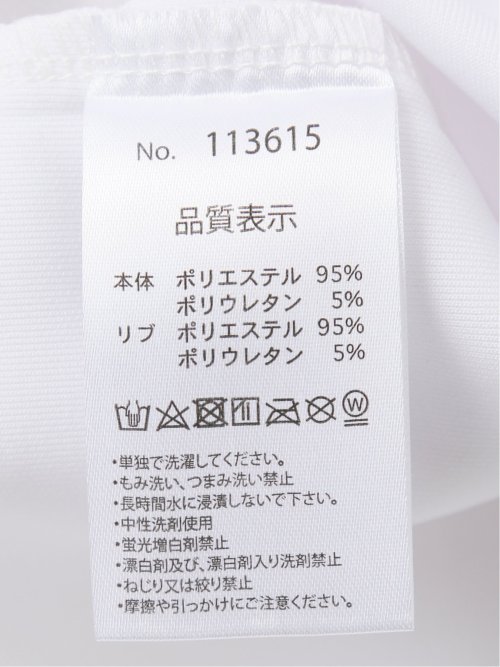 No. 113615
品質表示
本体 ポリエステル 95%
ポリウレタン 5%
リブ ポリエステル 95%
ポリウレタン 5%
W
・単独で洗濯してください。
・もみ洗い、つまみ洗い禁止
・長時間水に浸漬しないで下さい。
・中性洗剤使用
・蛍光増白剤禁止
・漂白剤及び、漂白剤入り洗剤禁止
・ねじり又は絞り禁止
・摩擦や引っかけにご注意ください。